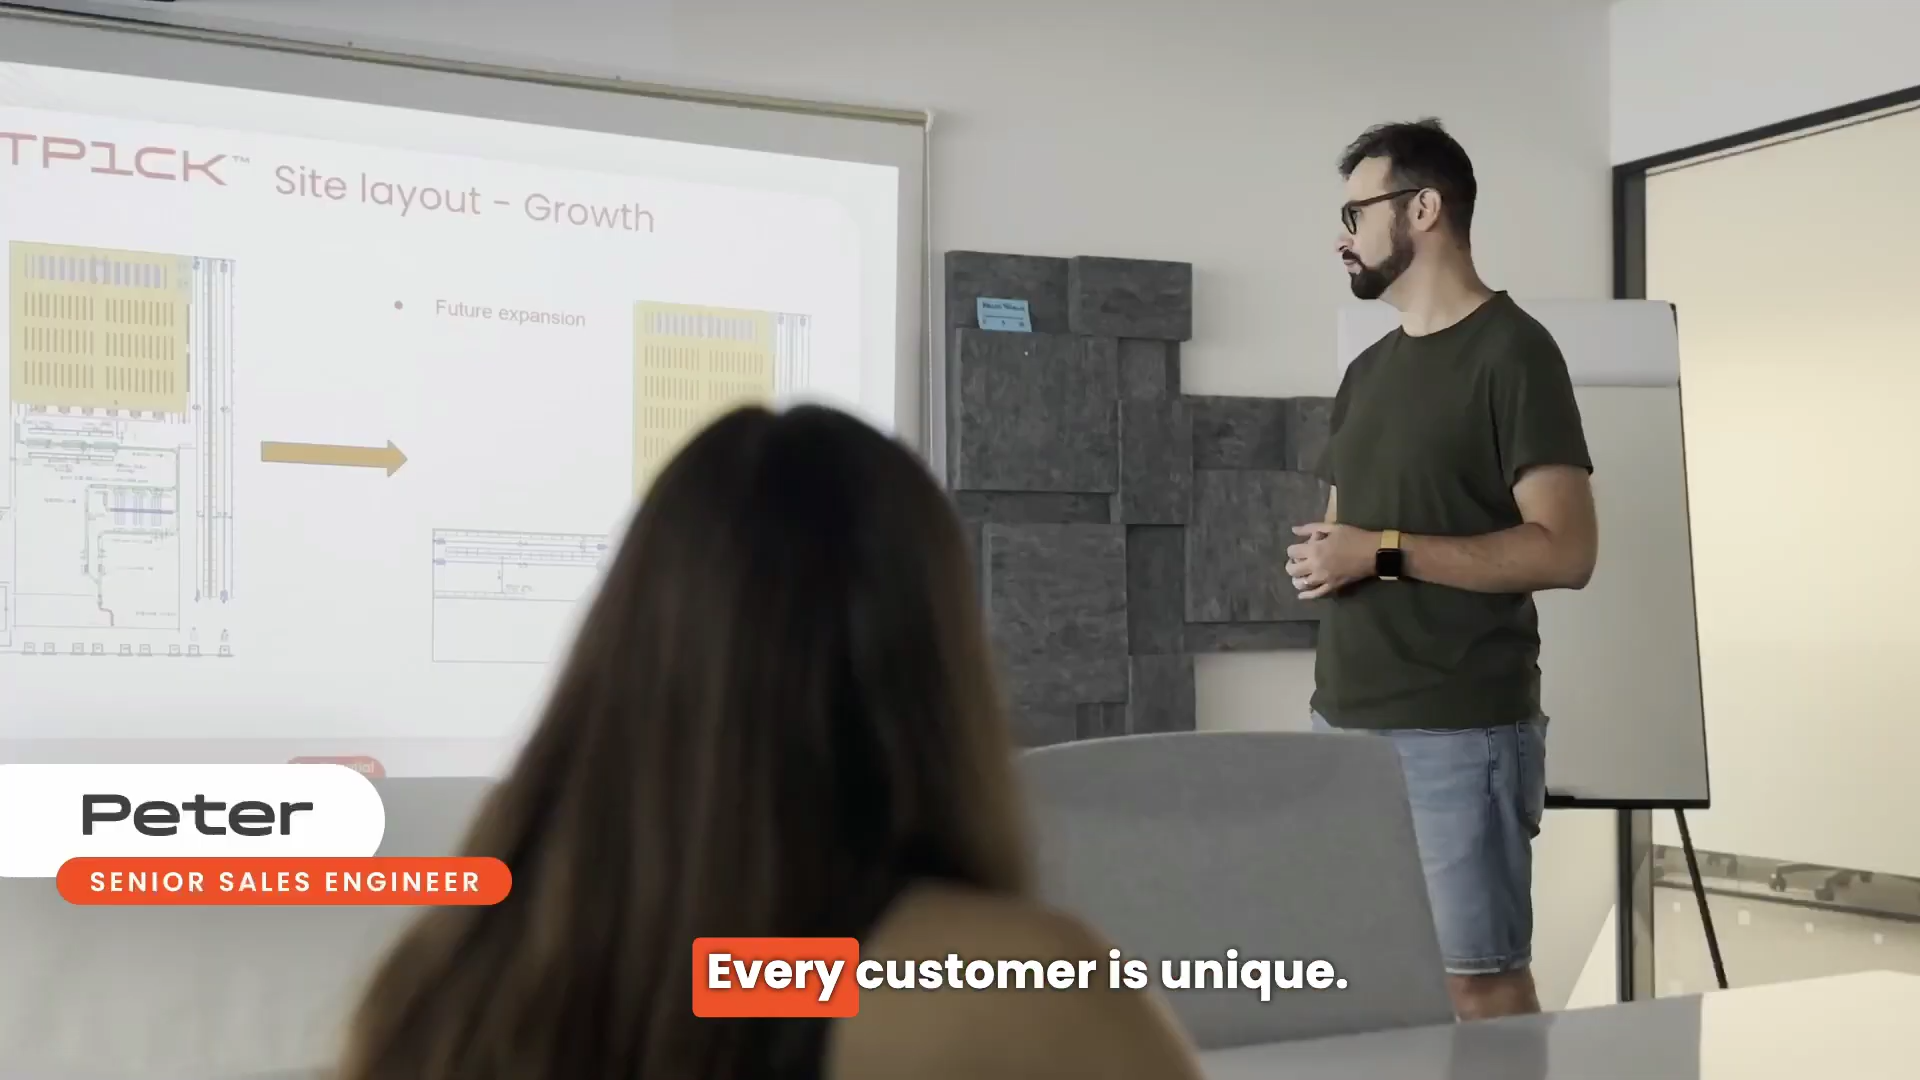 TP1CK™ Site layout - Growth
• Future expansion
Peter
SENIOR SALES ENGINEER
Every customer is unique.